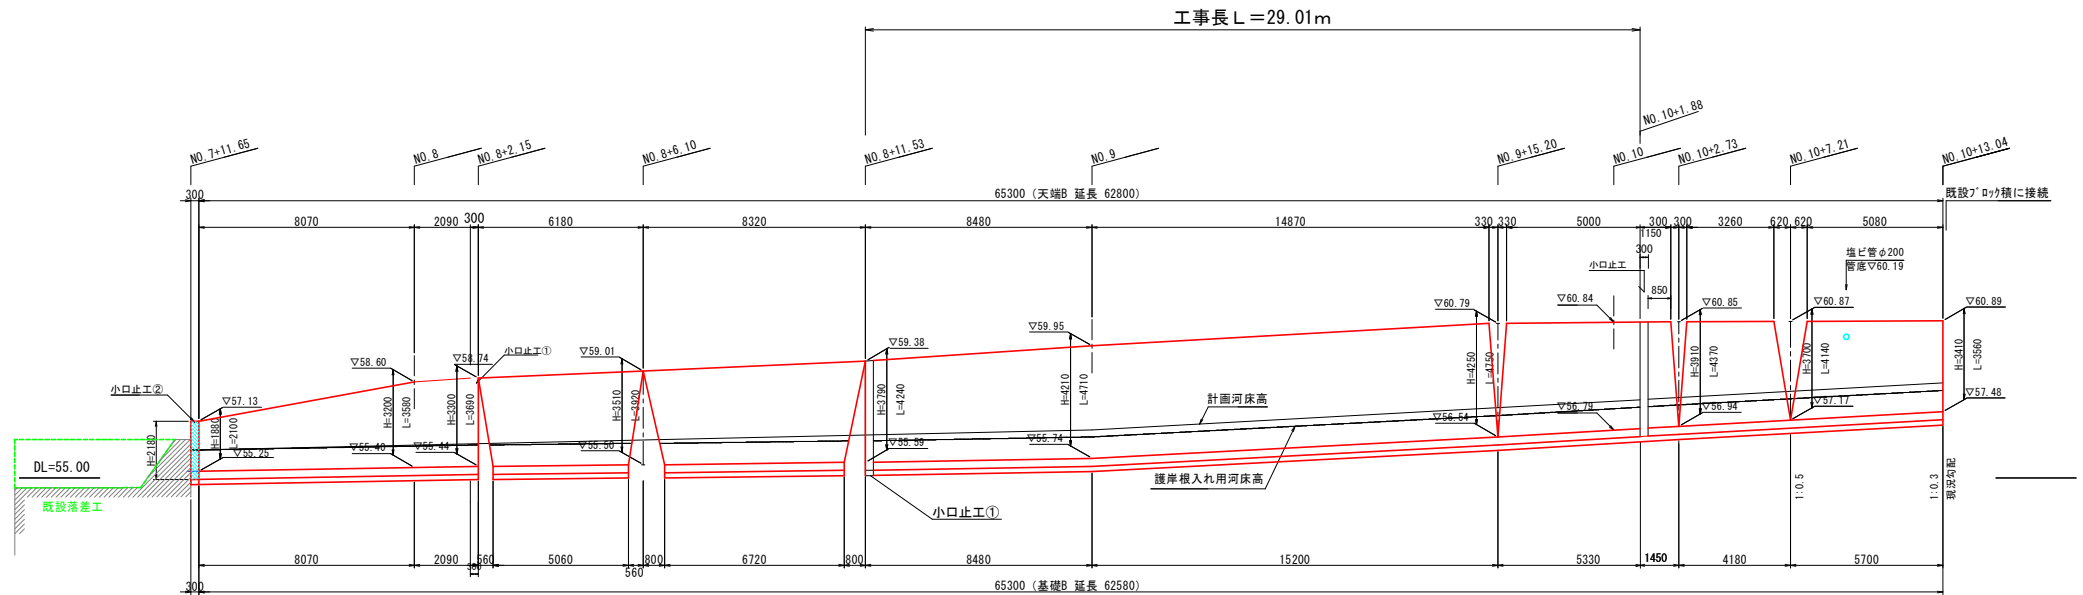 工事長Ｌ＝29.01m
NO.7+11.65
NO.8
NO.8+2.15
NO.8+6.10
NO.8+11.53
NO.9
NO.9+15.20
NO.10
NO.10+1.88
NO.10+2.73
NO.10+7.21
NO.10+13.04
300
65300 (天端B 延長 62800)
既設ﾌﾞﾛｯｸ積に接続
8070
2090
300
6180
8320
8480
14870
330
330
5000
300
300
3260
620
620
5080
1150
300
850
小口止工
塩ビ管φ200
管底▽60.19
▽57.13
▽58.60
▽58.74
▽59.01
▽59.38
▽59.95
▽60.79
▽60.84
▽60.85
▽60.87
▽60.89
小口止工②
小口止工①
H=2180
H=1880
L=2100
H=3200
L=3580
H=3300
L=3690
H=3510
L=3920
H=3790
L=4240
H=4210
L=4710
H=4250
L=4750
H=3910
L=4370
H=3700
L=4140
H=3410
L=3560
計画河床高
護岸根入れ用河床高
▽55.25
▽55.40
▽55.44
▽55.50
▽55.59
▽55.74
▽56.54
▽56.79
▽56.94
▽57.17
▽57.48
DL=55.00
既設落差工
小口止工①
1:0.5
1:0.3
現況勾配
8070
2090
560
5060
800
6720
800
8480
15200
5330
1450
4180
5700
560
300
65300 (基礎B 延長 62580)